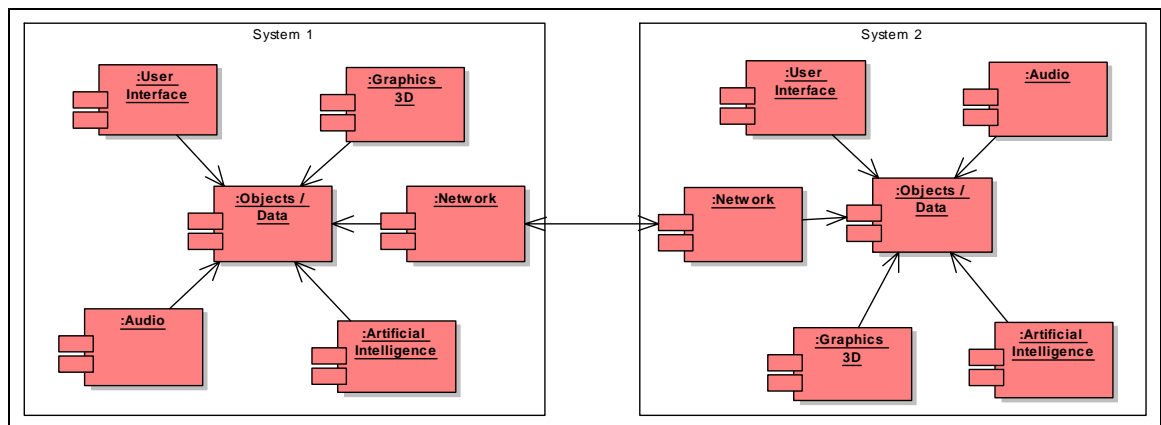 System 1
:User
Interface
:Graphics
3D
:Objects /
Data
:Network
:Audio
:Artificial
Intelligence
System 2
:User
Interface
:Audio
:Network
:Objects /
Data
:Graphics
3D
:Artificial
Intelligence